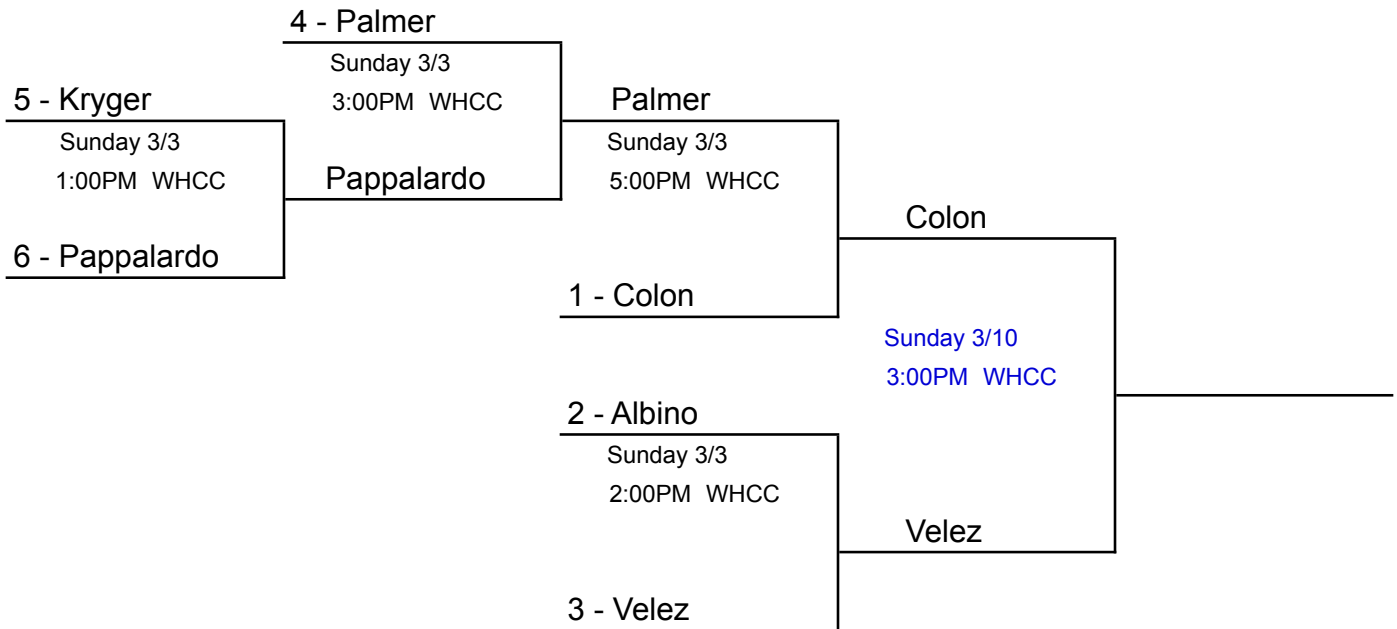 4 - Palmer
Sunday 3/3
3:00PM WHCC
5 - Kryger
Sunday 3/3
1:00PM WHCC
Pappalardo
6 - Pappalardo
Palmer
Sunday 3/3
5:00PM WHCC
1 - Colon
Colon
Sunday 3/10
3:00PM WHCC
2 - Albino
Sunday 3/3
2:00PM WHCC
Velez
3 - Velez